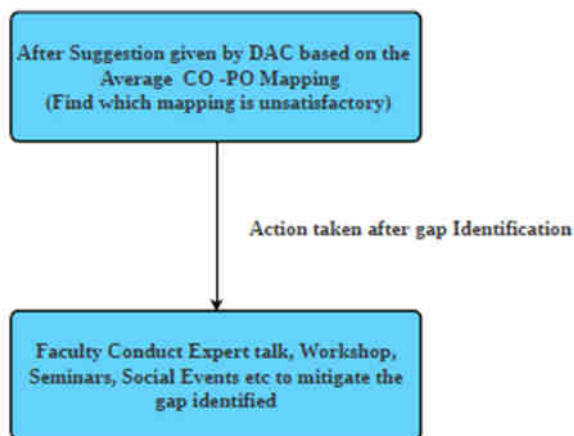 After Suggestion given by DAC based on the
Average CO -PO Mapping
(Find which mapping is unsatisfactory)
Action taken after gap Identification
Faculty Conduct Expert talk, Workshop,
Seminars, Social Events etc to mitigate the
gap identified